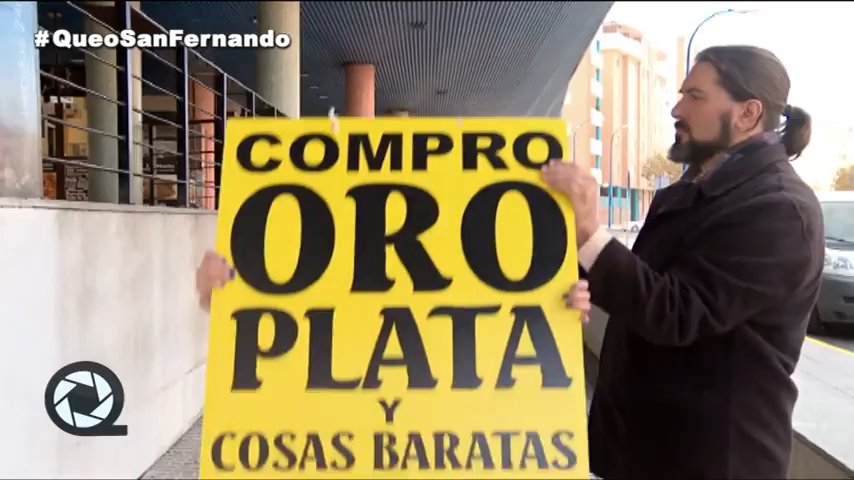 #QueoSanFernando
COMPRO
ORO
PLATA
Y
COSAS BARATAS